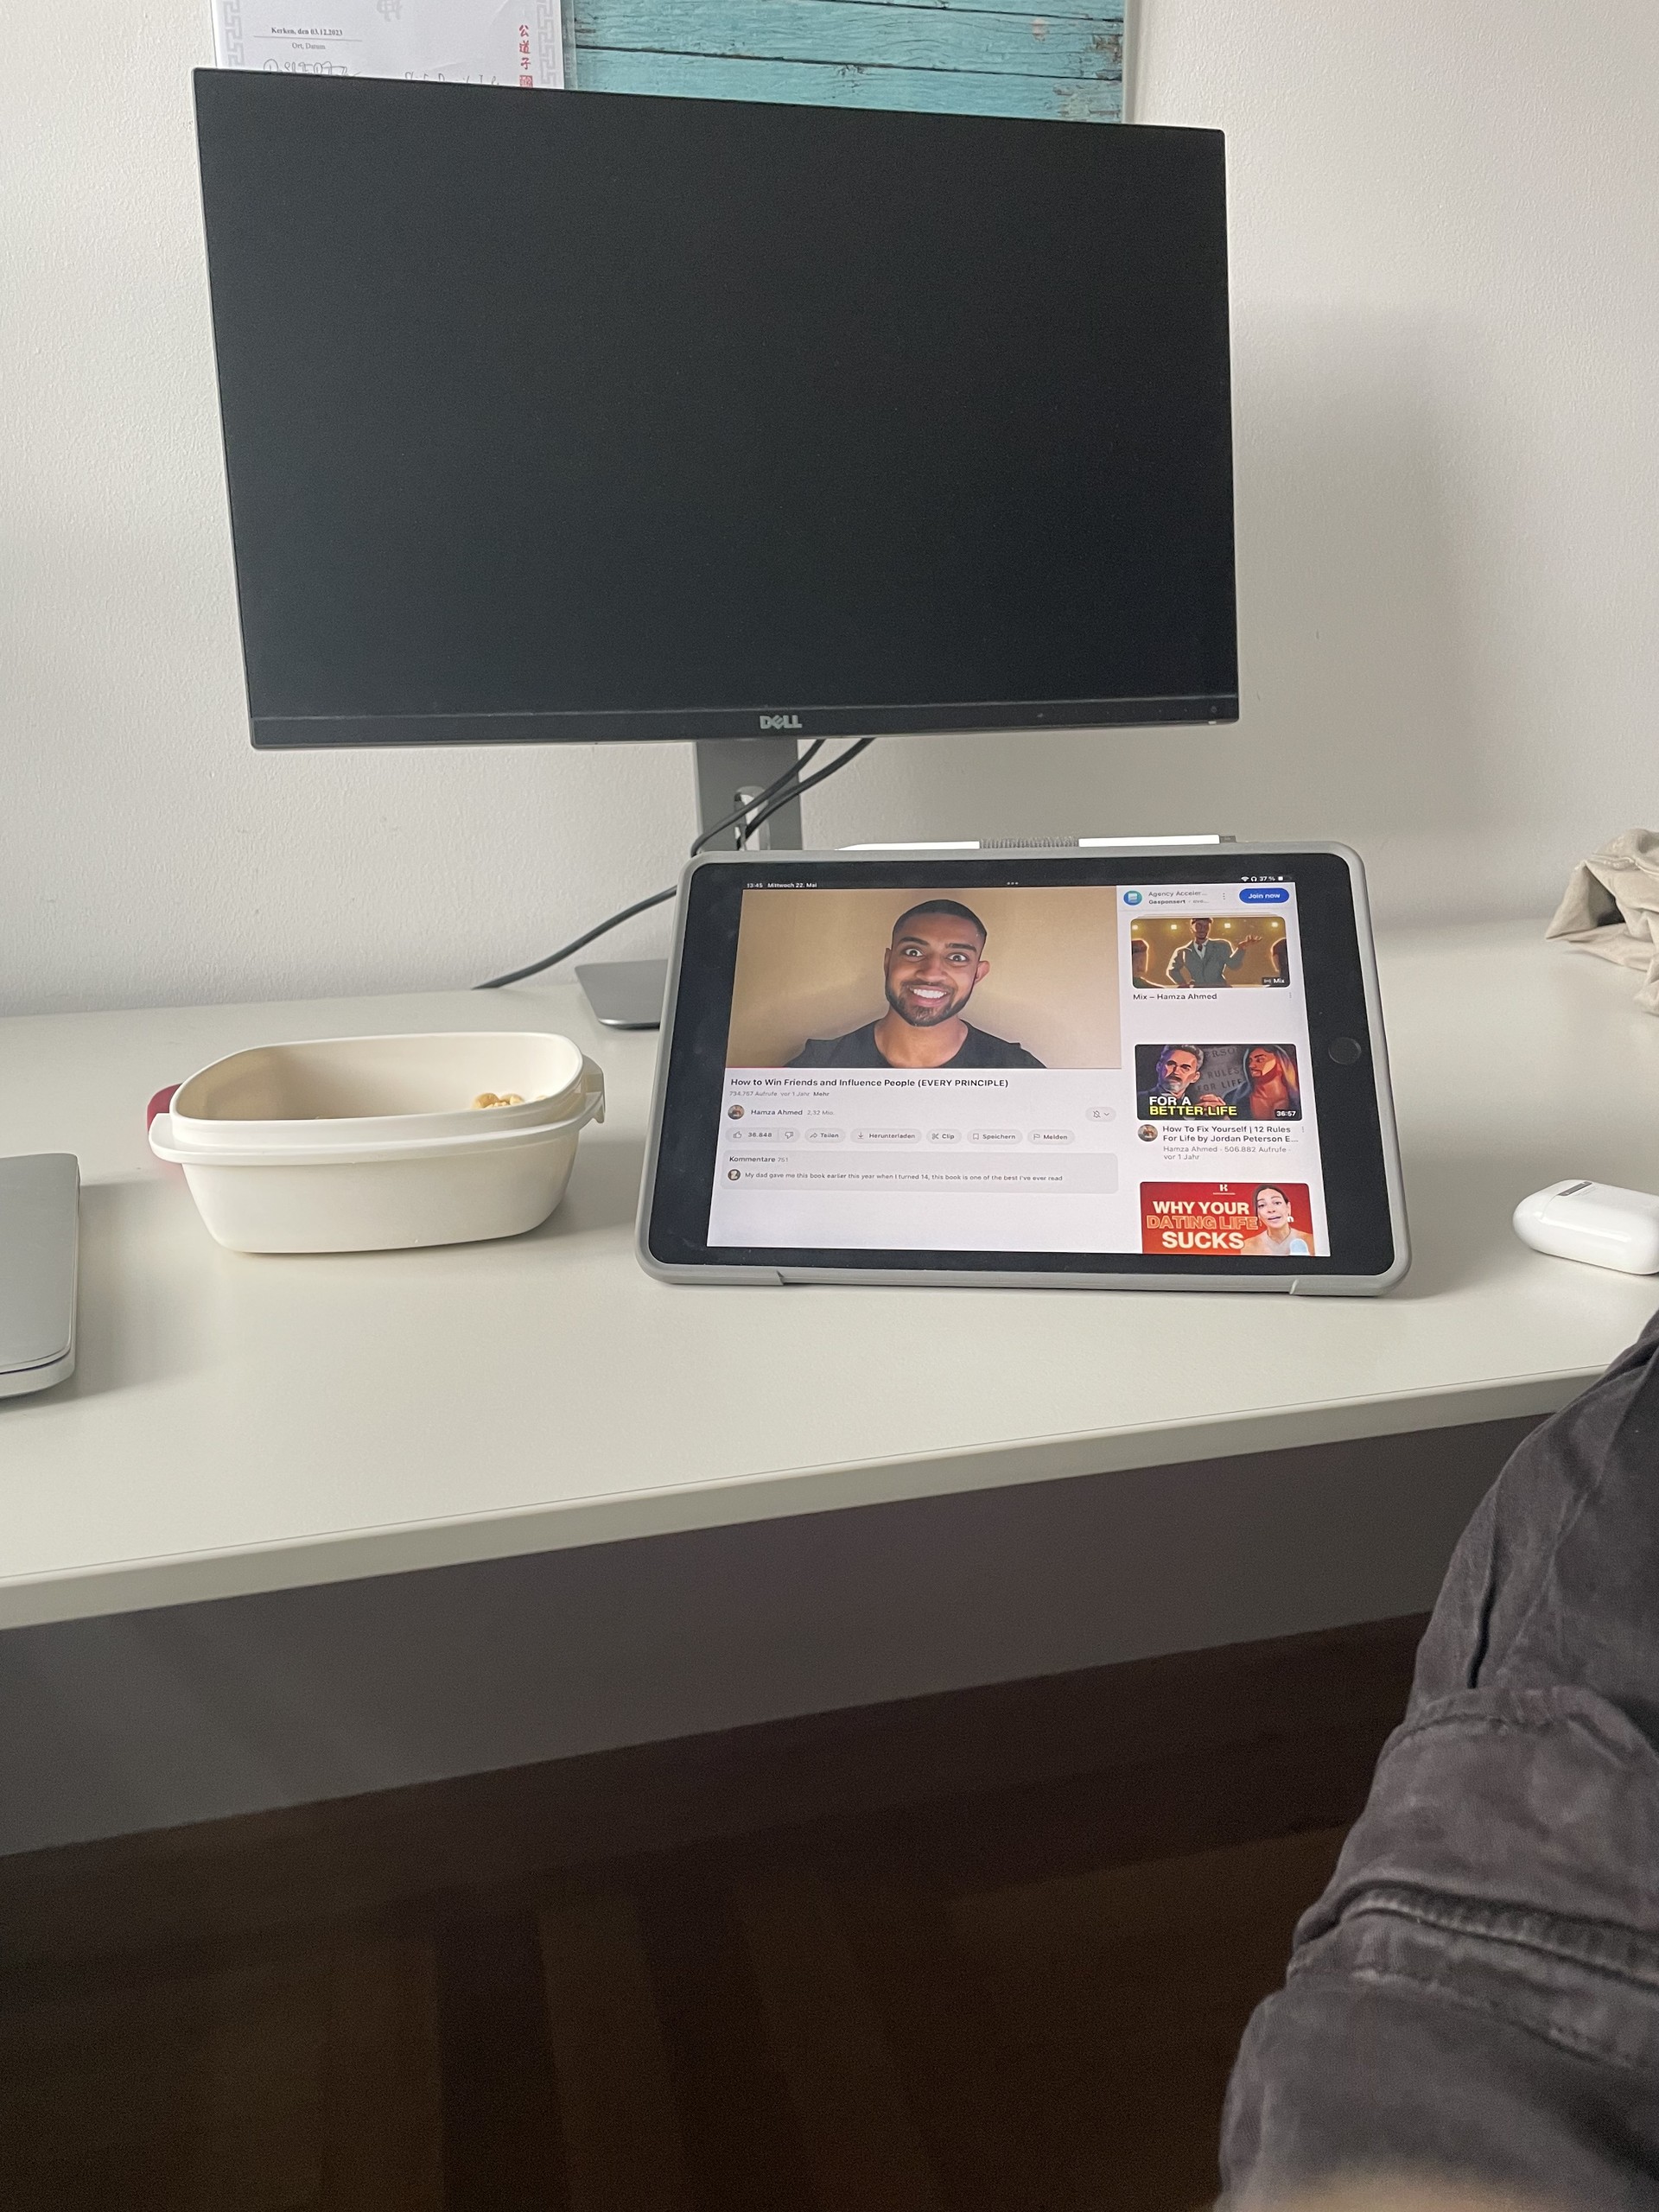 Kerken, den 03.12.2023
Ort, Datum
公
道
子
DELL
13:45 Mittwoch 22. Mai
37 %
How to Win Friends and Influence People (EVERY PRINCIPLE)
734.767 Aufrufe vor 1 Jahr Mehr
Hamza Ahmed 2,32 Mio.
38.848
Teilen
Herunterladen
Clip
Speichern
Melden
Kommentare 751
My dad gave me this book earlier this year when I turned 14, this book is one of the best I've ever read
Agency Acceler...
Gesponsert
Join now
Mix
Mix – Hamza Ahmed
RULES
FOR LIFE
FOR A
BETTER LIFE
36:57
How To Fix Yourself | 12 Rules
For Life by Jordan Peterson E...
Hamza Ahmed · 506.882 Aufrufe ·
vor 1 Jahr
WHY YOUR
DATING LIFE
SUCKS